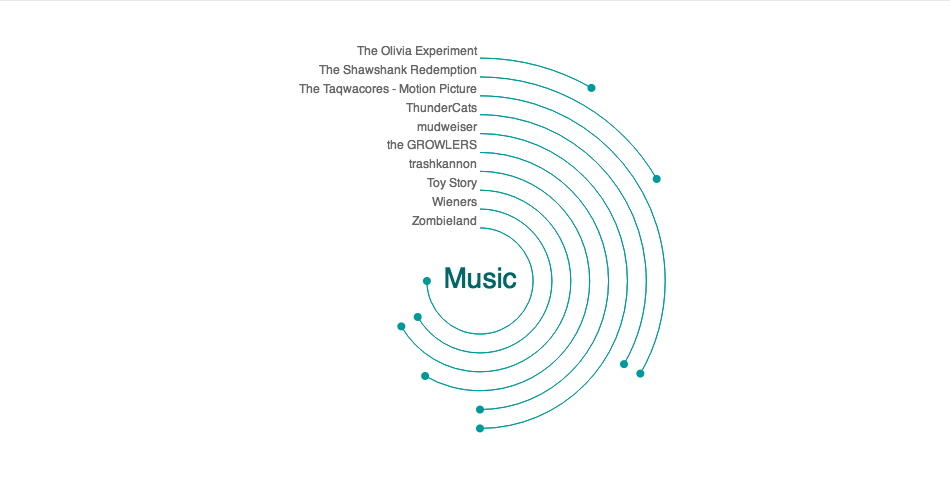 The Olivia Experiment
The Shawshank Redemption
The Taqwacores - Motion Picture
ThunderCats
mudweiser
the GROWLERS
trashkannon
Toy Story
Wieners
Zombieland
Music